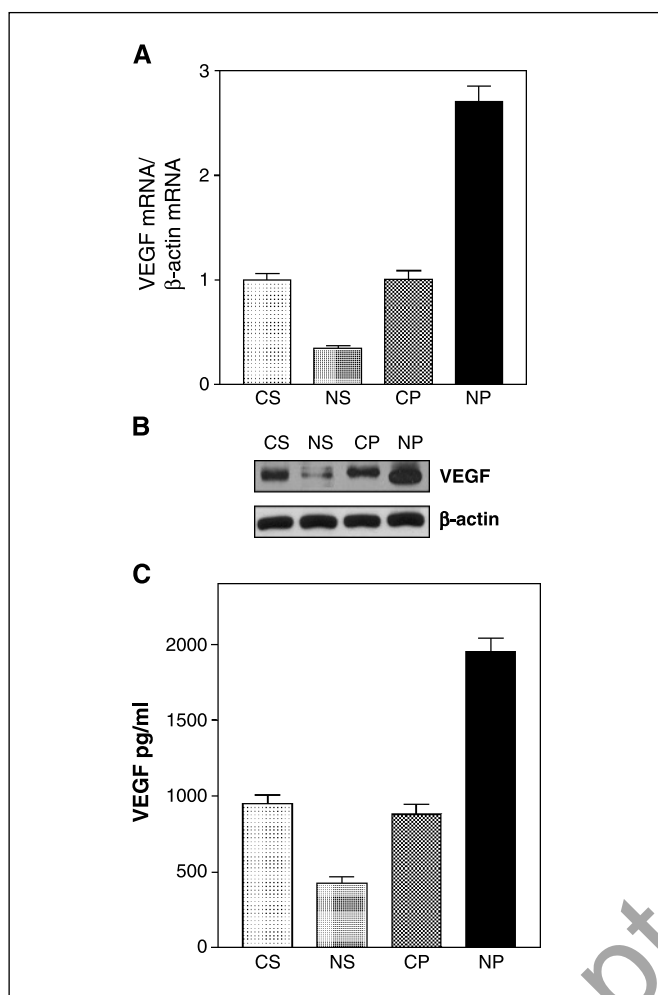 A
3
2
1
0
VEGF mRNA/
β-actin mRNA
CS NS CP NP
B
CS NS CP NP
VEGF
β-actin
C
2000
1500
1000
500
0
VEGF pg/ml
CS NS CP NP
pt